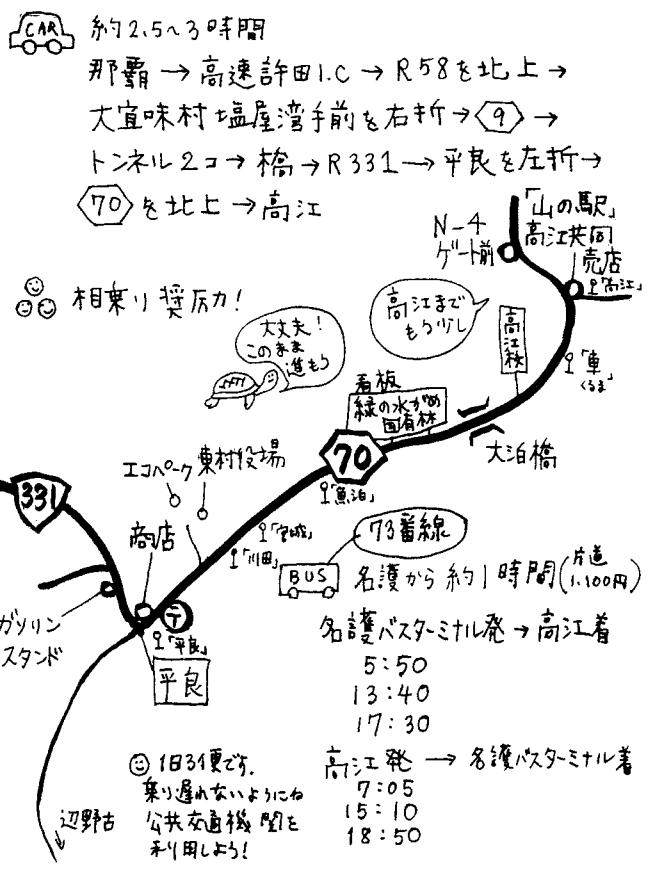 CAR
約2.5〜3時間
那覇→高速許田I.C→R58を北上→
大宜味村塩屋湾手前を右折→9→
トンネル2コ→橋→R331→平良を左折→
70を北上→高江
相乗り奨励!
「山の駅」
高江共同
売店
「高江」
N-4
ゲート前
高江まで
もう少し
高江橋
「車」
くるま
大丈夫!
このまま
進もう
看板
緑の水がめ
国有林
大泊橋
70
「魚泊」
エコパーク
東村役場
「宮城」
「川田」
331
商店
ガソリン
スタンド
〒
「平良」
平良
辺野古
73番線
BUS
名護から約1時間(片道
1.100円)
名護バスターミナル発→高江着
5:50
13:40
17:30
高江発→名護バスターミナル着
7:05
15:10
18:50
1日3便です.
乗り遅れないようにね
公共交通機関を
利用しよう!